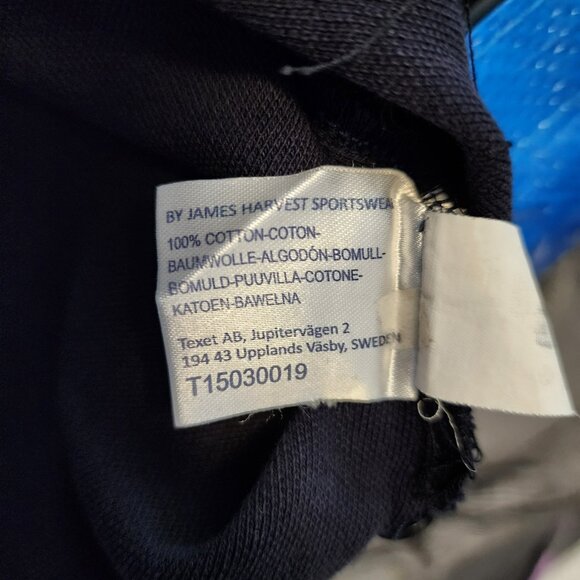 BY JAMES HARVEST SPORTSWEA
100% COTTON-COTON-
BAUMWOLLE-ALGODÓN-BOMULL-
BOMULD-PUUVILLA-COTONE-
KATOEN-BAWEŁNA
Texet AB, Jupitervägen 2
194 43 Upplands Väsby, SWEDEN
T15030019